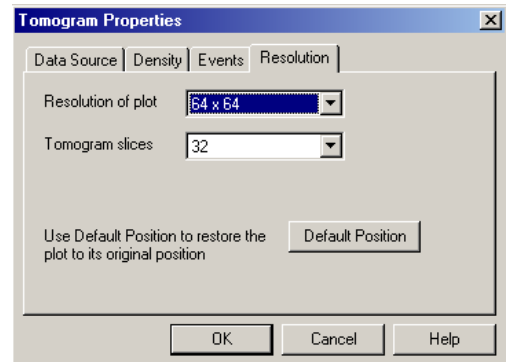 Tomogram Properties
Data Source Density Events Resolution
Resolution of plot 64 x 64
Tomogram slices 32
Use Default Position to restore the
plot to its original position
Default Position
OK Cancel Help